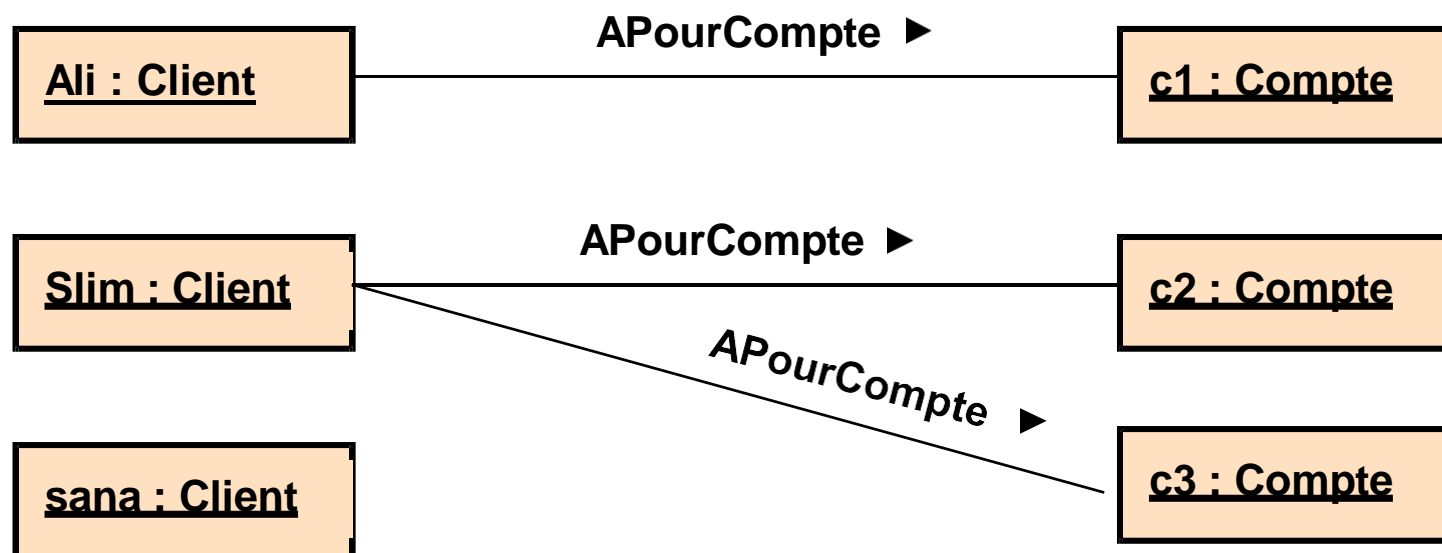 APourCompte ►
Ali : Client
c1 : Compte
APourCompte ►
Slim : Client
c2 : Compte
APourCompte ►
sana : Client
c3 : Compte